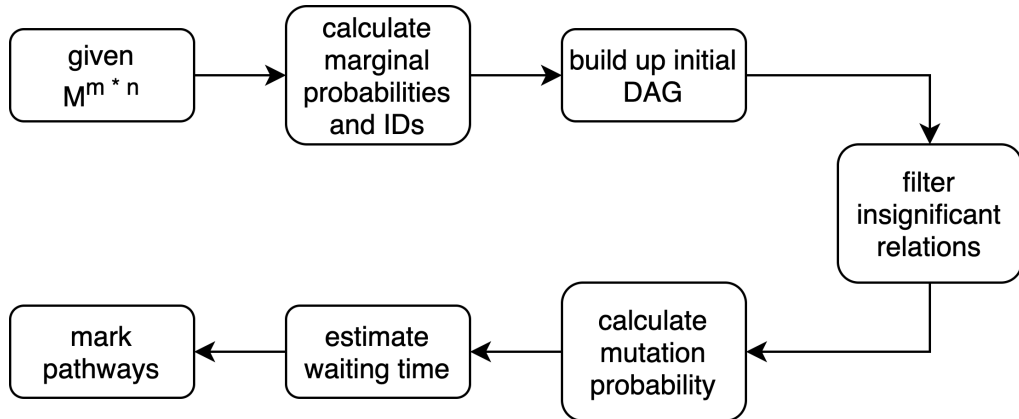 given
M^m * n
calculate
marginal
probabilities
and IDs
build up initial
DAG
filter
insignificant
relations
calculate
mutation
probability
estimate
waiting time
mark
pathways